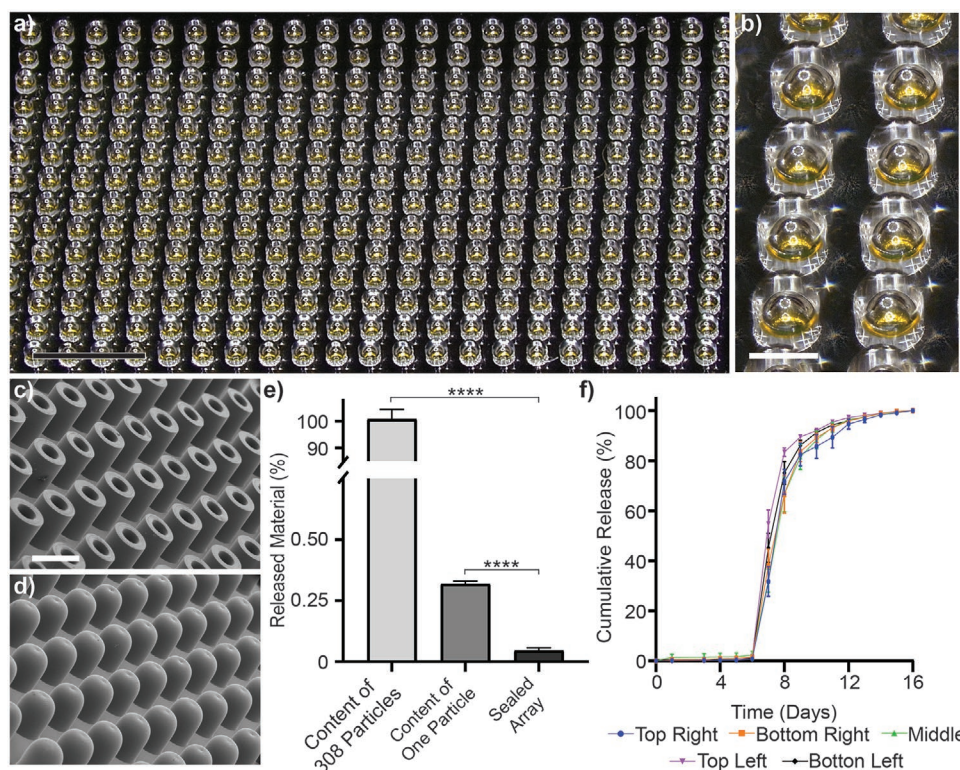 a)
b)
c)
d)
e)
****
****
100
90
0.50
0.25
0
Released Material (%)
Content of
308 Particles
Content of
One Particle
Sealed
Array
f)
100
80
60
40
20
0
Cumulative Release (%)
0 4 8 12 16
Time (Days)
Top Right Bottom Right Middle
Top Left Botton Left